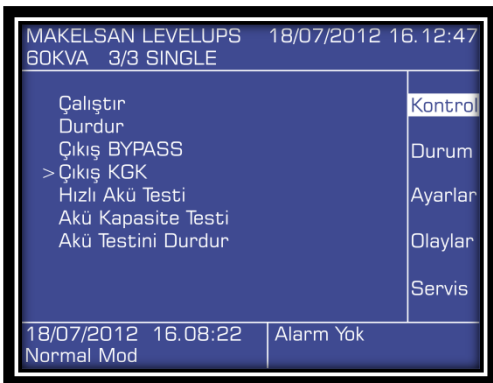 MAKELSAN LEVELUPS 18/07/2012 16.12:47
60KVA 3/3 SINGLE
Çalıştır
Durdur
Çıkış BYPASS
>Çıkış KGK
Hızlı Akü Testi
Akü Kapasite Testi
Akü Testini Durdur
Kontrol
Durum
Ayarlar
Olaylar
Servis
18/07/2012 16.08:22
Normal Mod
Alarm Yok